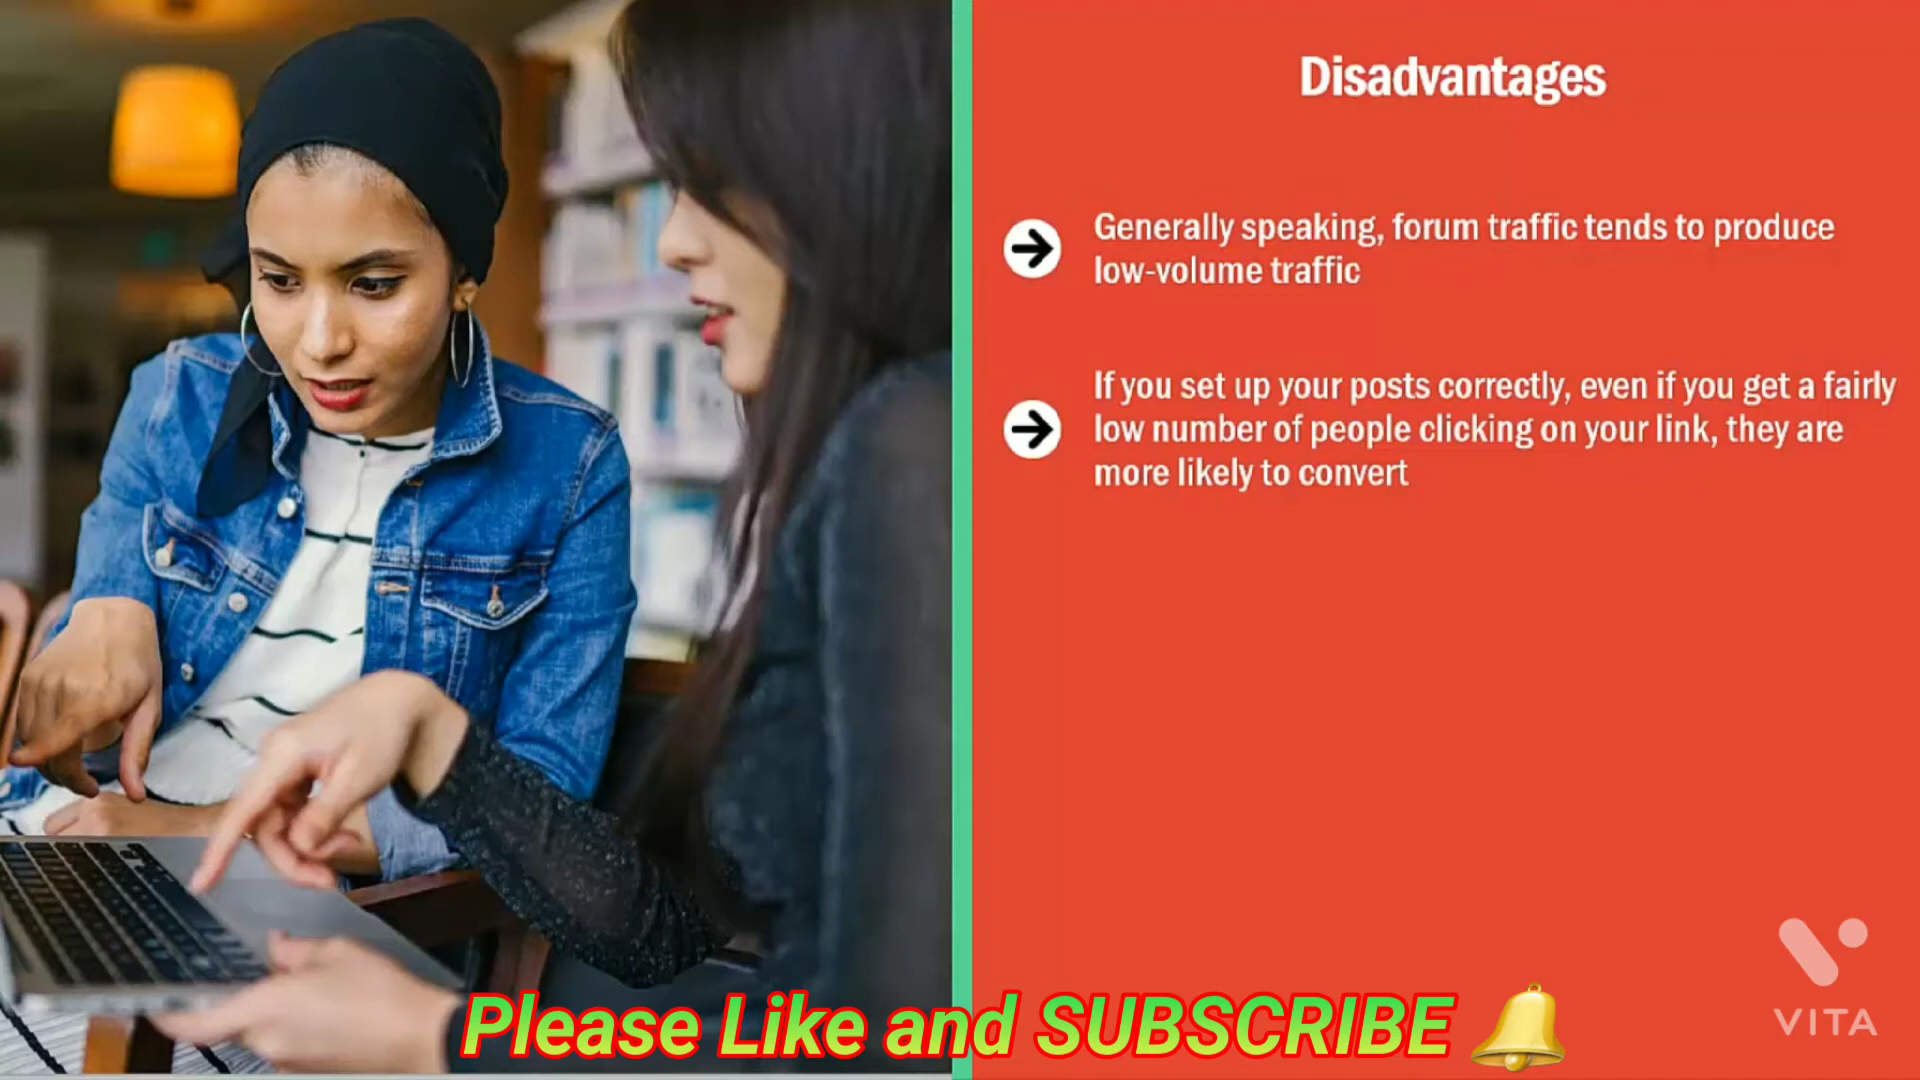 Disadvantages
Generally speaking, forum traffic tends to produce
low-volume traffic
If you set up your posts correctly, even if you get a fairly
low number of people clicking on your link, they are
more likely to convert
Please Like and SUBSCRIBE
VITA